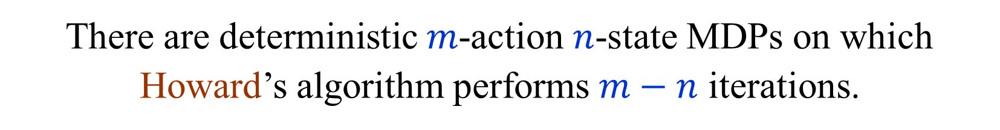 There are deterministic 𝑚-action 𝑛-state MDPs on which
Howard’s algorithm performs 𝑚 − 𝑛 iterations.